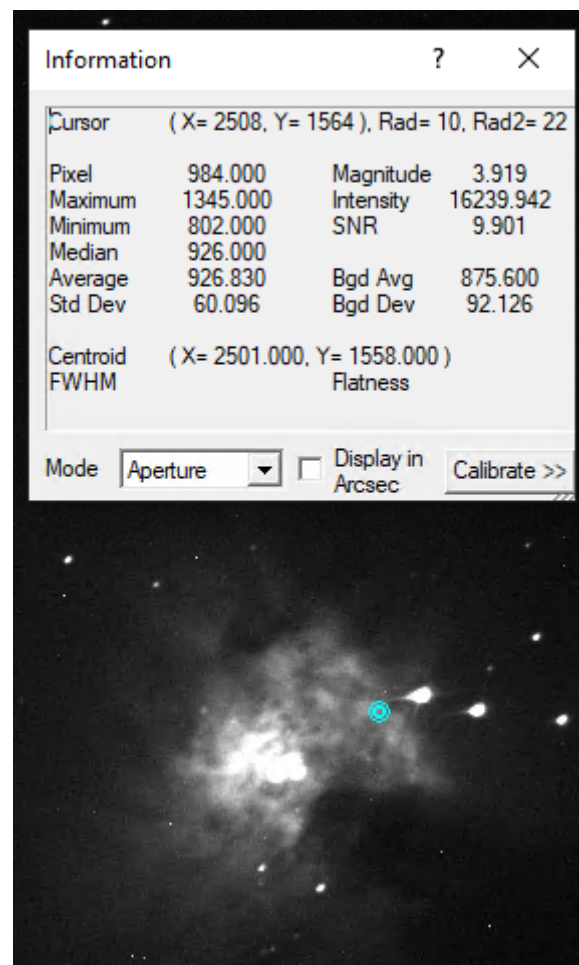 Information ? ×
Cursor ( X= 2508, Y= 1564 ), Rad= 10, Rad2= 22
Pixel 984.000 Magnitude 3.919
Maximum 1345.000 Intensity 16239.942
Minimum 802.000 SNR 9.901
Median 926.000
Average 926.830 Bgd Avg 875.600
Std Dev 60.096 Bgd Dev 92.126
Centroid ( X= 2501.000, Y= 1558.000 )
FWHM Flatness
Mode Aperture Display in Arcsec Calibrate >>